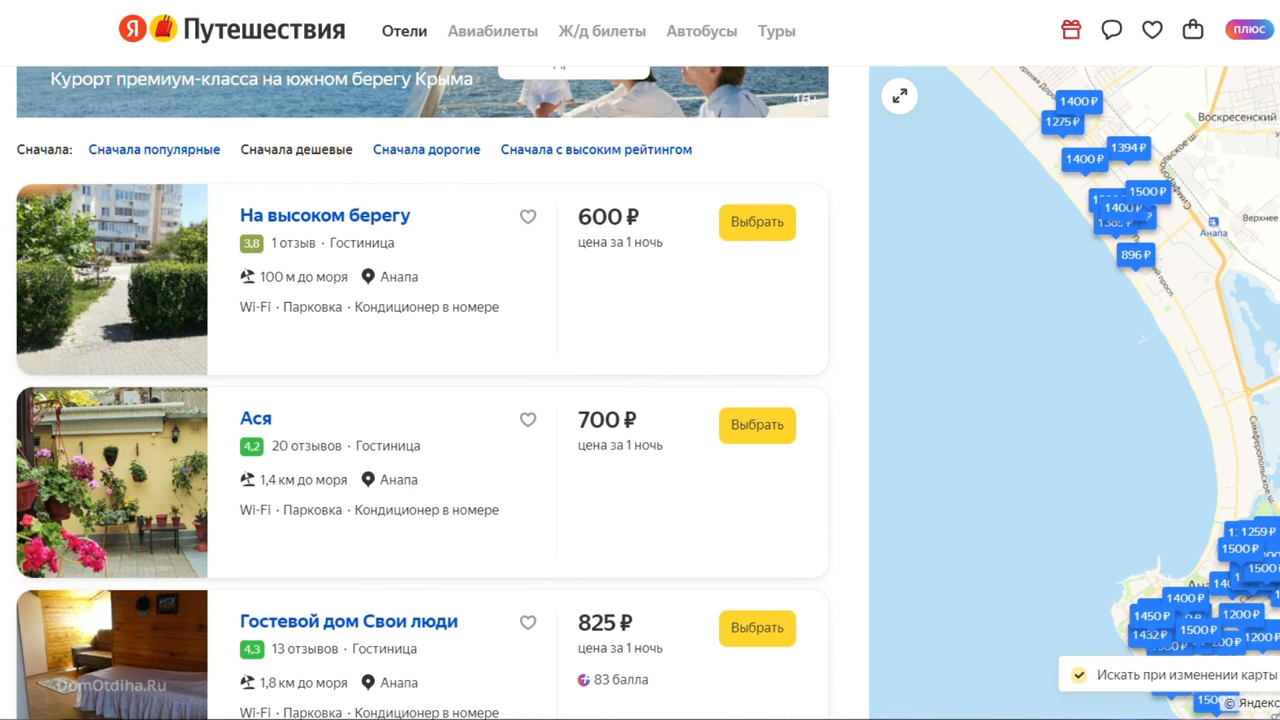 Я Путешествия
Отели Авиабилеты Ж/д билеты Автобусы Туры
плюс
Курорт премиум-класса на южном берегу Крыма
18+
Сначала: Сначала популярные Сначала дешевые Сначала дорогие Сначала с высоким рейтингом
На высоком берегу
3,8 1 отзыв · Гостиница
100 м до моря Анапа
Wi-Fi · Парковка · Кондиционер в номере
600 ₽
цена за 1 ночь
Выбрать
Ася
4,2 20 отзывов · Гостиница
1,4 км до моря Анапа
Wi-Fi · Парковка · Кондиционер в номере
700 ₽
цена за 1 ночь
Выбрать
DomOtdiha.Ru
Гостевой дом Свои люди
4,3 13 отзывов · Гостиница
1,8 км до моря Анапа
Wi-Fi · Парковка · Кондиционер в номере
825 ₽
цена за 1 ночь
83 балла
Выбрать
1400 ₽
1275 ₽
Воскресенский
1394 ₽
1400 ₽
1500 ₽
1400 ₽
1385 ₽
Верхнее
Анапа
896 ₽
Симферопольское ш.
1259 ₽
1500 ₽
1500
1400 ₽
1450 ₽
1200 ₽
1500 ₽
1432 ₽
1200 ₽
Искать при изменении карты
© Яндекс